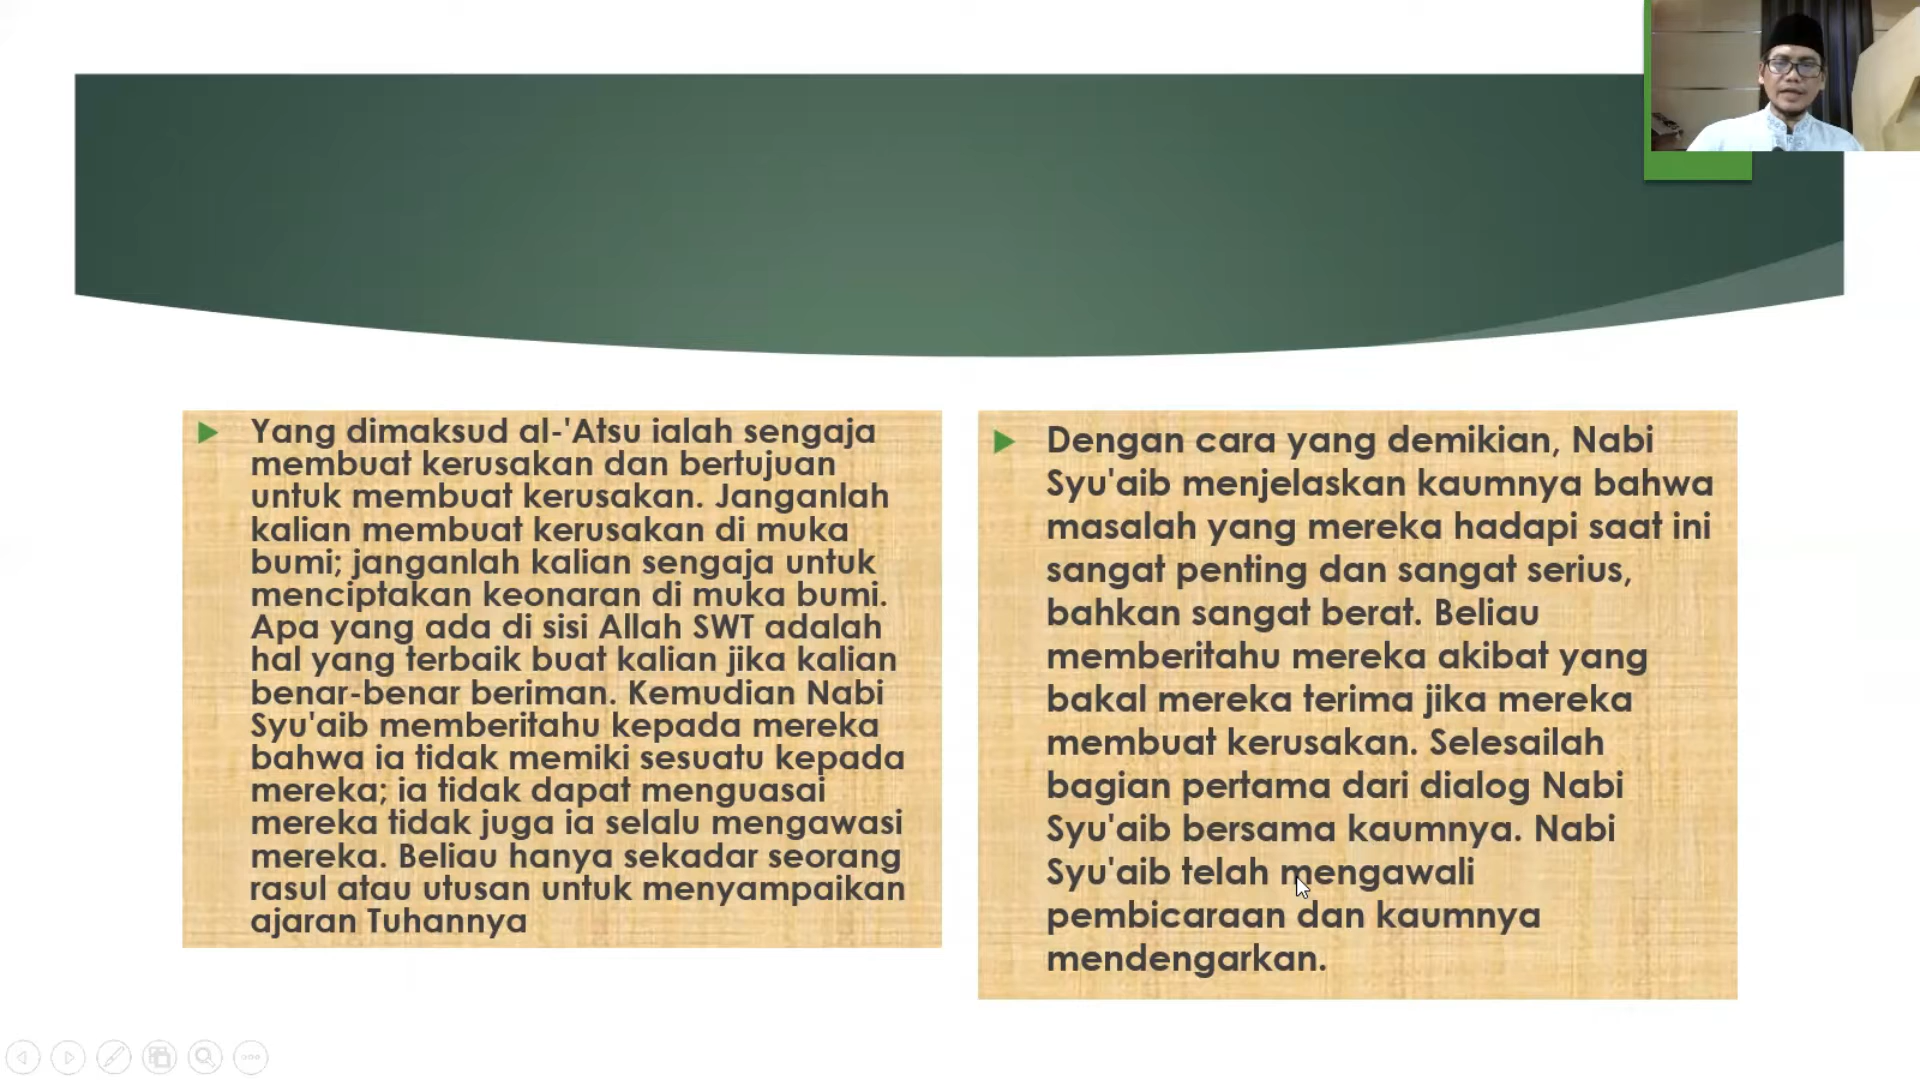 Yang dimaksud al-'Atsu ialah sengaja
membuat kerusakan dan bertujuan
untuk membuat kerusakan. Janganlah
kalian membuat kerusakan di muka
bumi; janganlah kalian sengaja untuk
menciptakan keonaran di muka bumi.
Apa yang ada di sisi Allah SWT adalah
hal yang terbaik buat kalian jika kalian
benar-benar beriman. Kemudian Nabi
Syu'aib memberitahu kepada mereka
bahwa ia tidak memiki sesuatu kepada
mereka; ia tidak dapat menguasai
mereka tidak juga ia selalu mengawasi
mereka. Beliau hanya sekadar seorang
rasul atau utusan untuk menyampaikan
ajaran Tuhannya
Dengan cara yang demikian, Nabi
Syu'aib menjelaskan kaumnya bahwa
masalah yang mereka hadapi saat ini
sangat penting dan sangat serius,
bahkan sangat berat. Beliau
memberitahu mereka akibat yang
bakal mereka terima jika mereka
membuat kerusakan. Selesailah
bagian pertama dari dialog Nabi
Syu'aib bersama kaumnya. Nabi
Syu'aib telah mengawali
pembicaraan dan kaumnya
mendengarkan.